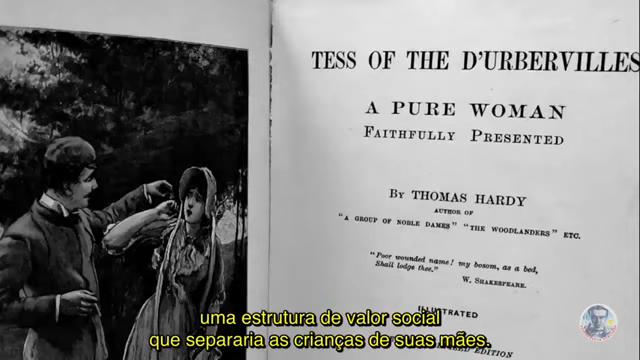 TESS OF THE D'URBERVILLES
A PURE WOMAN
FAITHFULLY PRESENTED
BY THOMAS HARDY
AUTHOR OF
"A GROUP OF NOBLE DAMES" "THE WOODLANDERS" ETC.
"Poor wounded name! my bosom, as a bed,
Shall lodge thee."
W. SHAKESPEARE.
ILLUSTRATED
EDITION
uma estrutura de valor social
que separaria as crianças de suas mães.